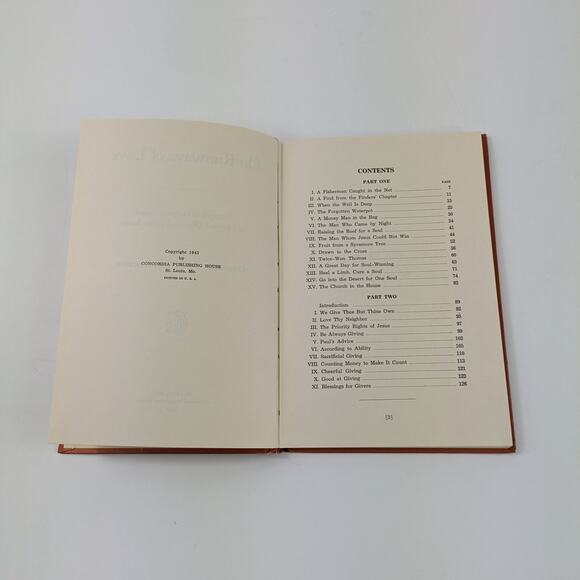 Copyright 1943
by
CONCORDIA PUBLISHING HOUSE
St. Louis, Mo.
PRINTED IN U. S. A.
CONTENTS
PART ONE
PAGE
I. A Fisherman Caught in the Net 7
II. A Find from the Finders' Chapter 11
III. When the Well Is Deep
IV. The Forgotten Waterpot 25
V. A Money Man in the Bag
VI. The Man Who Came by Night 34
VII. Raising the Roof for a Soul 41
VIII. The Man Whom Jesus Could Not Win 44
IX. Fruit from a Sycamore Tree 52
X. Drawn to the Cross 56
XI. Twice-Won Thomas 60
XII. A Great Day for Soul-Winning
XIII. Heal a Limb, Cure a Soul 71
XIV. Go into the Desert for One Soul 74
XV. The Church in the House 82
PART TWO
Introduction 89
I. We Give Thee But Thine Own 91
II. Love Thy Neighbor 95
III. The Priority Rights of Jesus 97
IV. Be Always Giving 99
V. Paul's Advice 102
VI. According to Ability 105
VII. Sacrificial Giving 110
VIII. Counting Money to Make It Count 113
IX. Cheerful Giving 121
X. Good at Giving 123
XI. Blessings for Givers 126
[3]